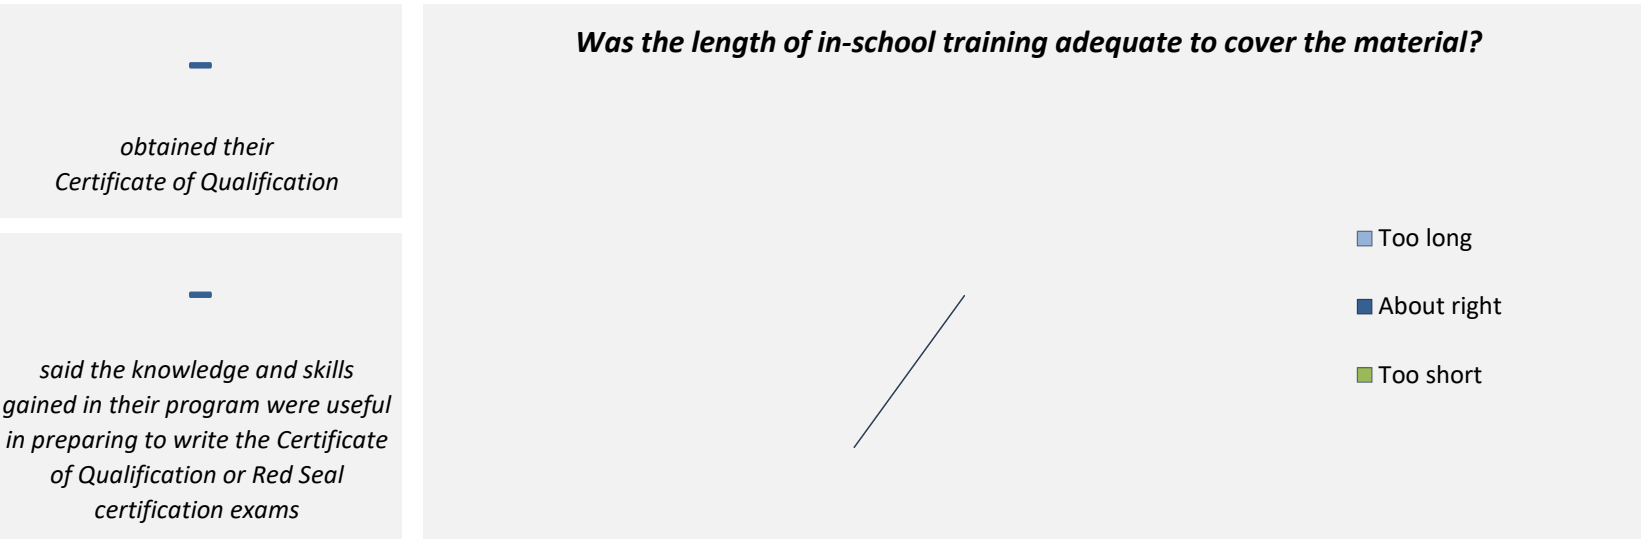 –
obtained their
Certificate of Qualification
–
said the knowledge and skills
gained in their program were useful
in preparing to write the Certificate
of Qualification or Red Seal
certification exams
Was the length of in-school training adequate to cover the material?
Too long
About right
Too short